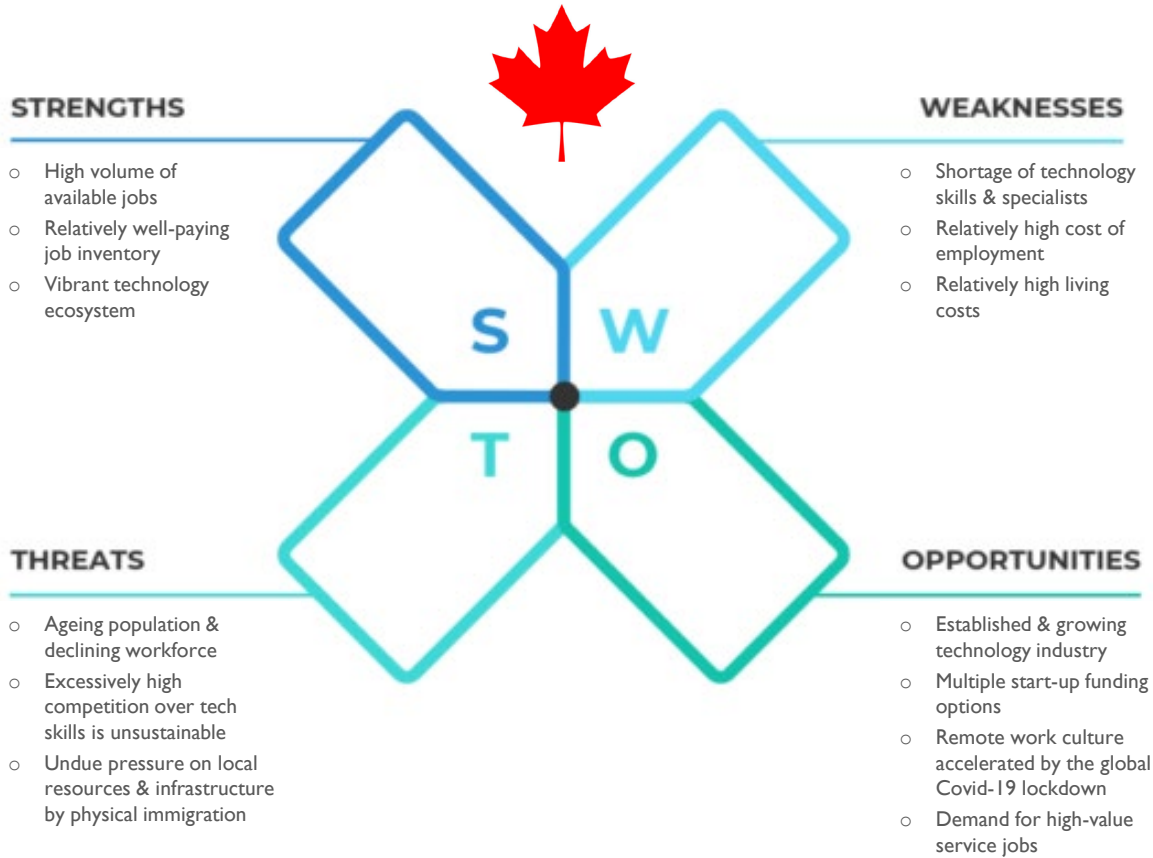 STRENGTHS
○ High volume of
available jobs
○ Relatively well-paying
job inventory
○ Vibrant technology
ecosystem
WEAKNESSES
○ Shortage of technology
skills & specialists
○ Relatively high cost of
employment
○ Relatively high living
costs
S
W
T
O
THREATS
○ Ageing population &
declining workforce
○ Excessively high
competition over tech
skills is unsustainable
○ Undue pressure on local
resources & infrastructure
by physical immigration
OPPORTUNITIES
○ Established & growing
technology industry
○ Multiple start-up funding
options
○ Remote work culture
accelerated by the global
Covid-19 lockdown
○ Demand for high-value
service jobs